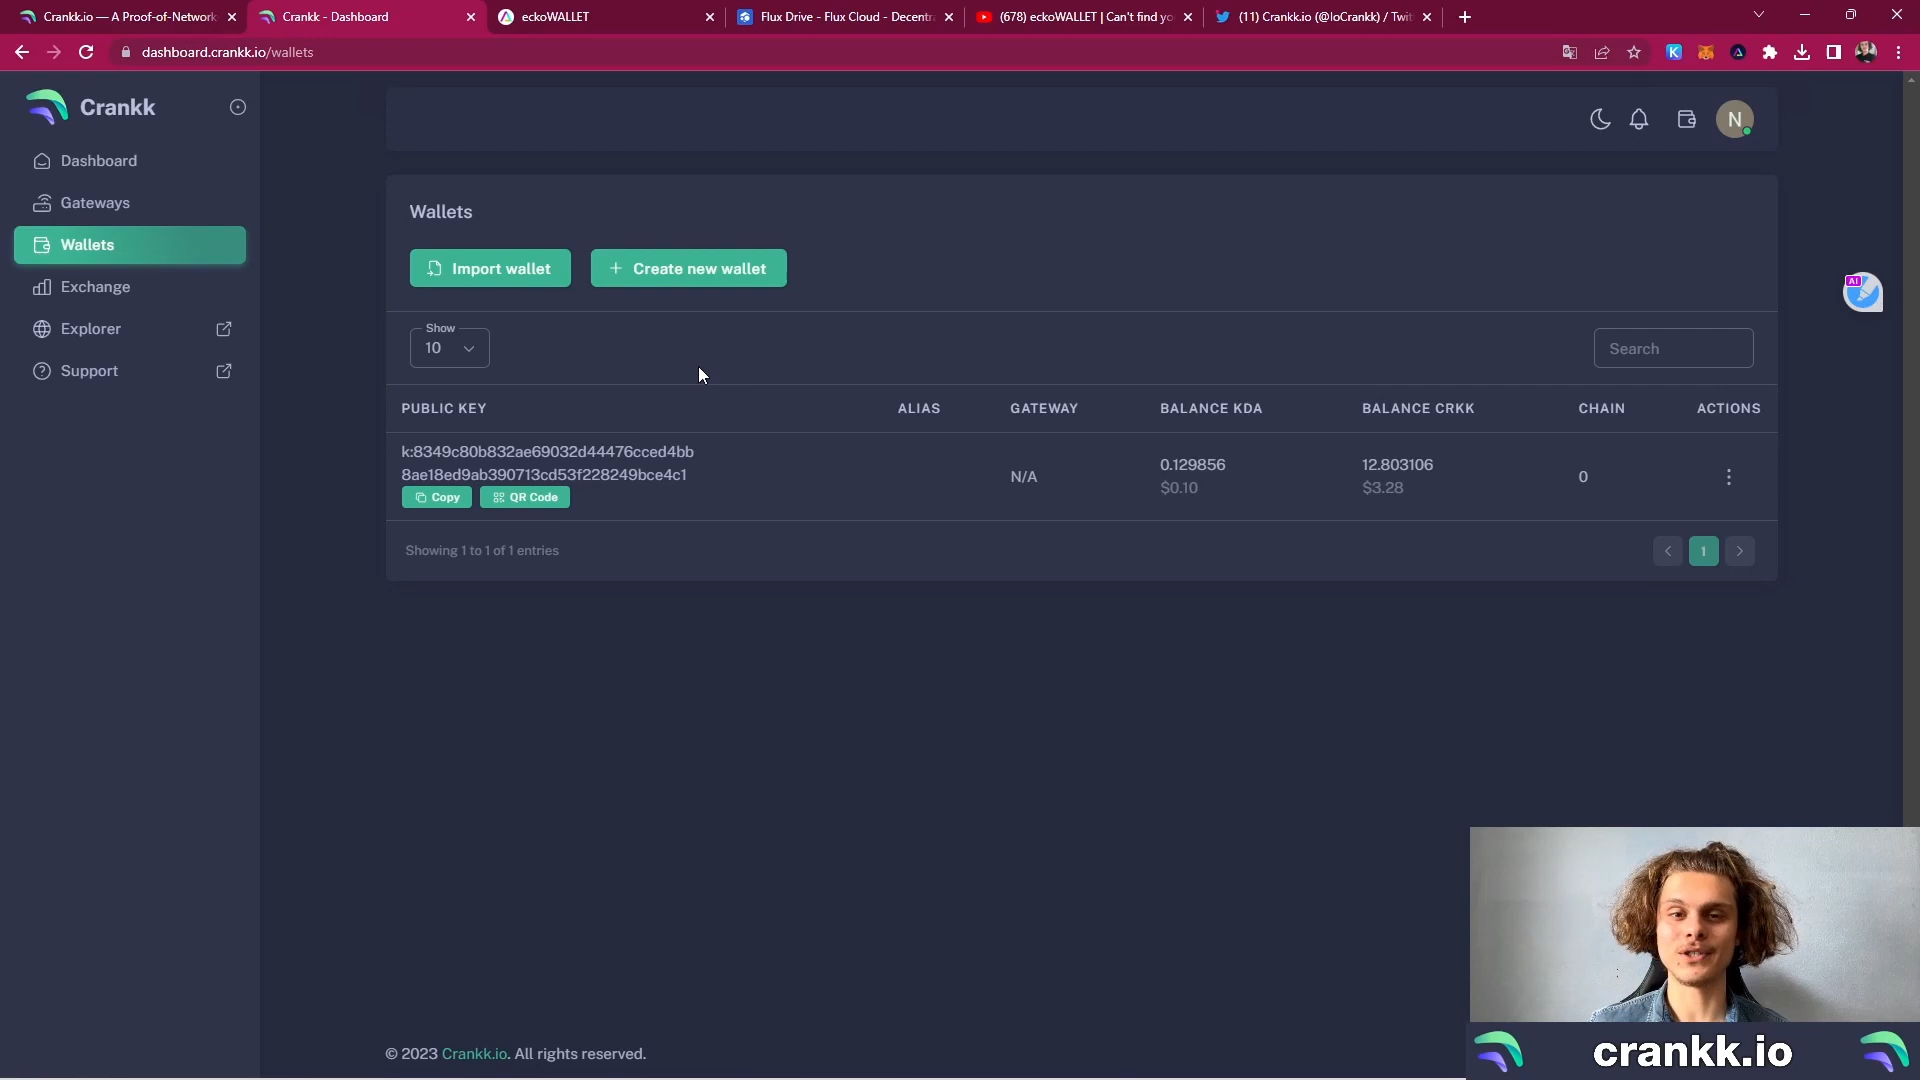 Crankk.io — A Proof-of-Network
Crankk - Dashboard
eckoWALLET
Flux Drive - Flux Cloud - Decentr
(678) eckoWALLET | Can't find yo
(11) Crankk.io (@IoCrankk) / Twit
dashboard.crankk.io/wallets
K
Crankk
N
Dashboard
Gateways
Wallets
Exchange
Explorer
Support
Wallets
Import wallet
Create new wallet
AI
Show
10
Search
PUBLIC KEY ALIAS GATEWAY BALANCE KDA BALANCE CRKK CHAIN ACTIONS
k:8349c80b832ae69032d44476cced4bb
8ae18ed9ab390713cd53f228249bce4c1
Copy QR Code
N/A
0.129856
$0.10
12.803106
$3.28
0
Showing 1 to 1 of 1 entries
1
© 2023 Crankk.io. All rights reserved.
crankk.io